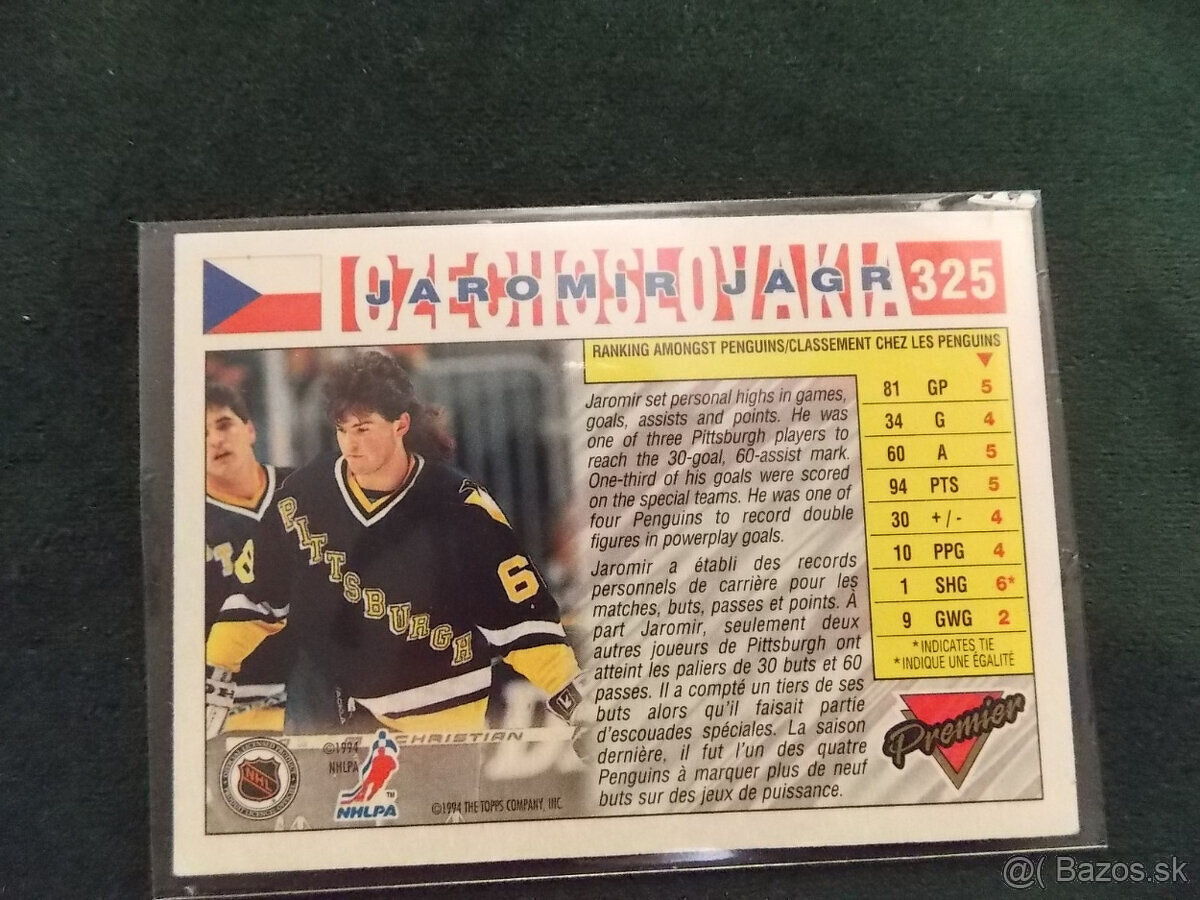 CZECHOSLOVAKIA
JAROMIR JAGR
325
RANKING AMONGST PENGUINS/CLASSEMENT CHEZ LES PENGUINS
Jaromir set personal highs in games,
goals, assists and points. He was
one of three Pittsburgh players to
reach the 30-goal, 60-assist mark.
One-third of his goals were scored
on the special teams. He was one of
four Penguins to record double
figures in powerplay goals.
Jaromir a établi des records
personnels de carrière pour les
matches, buts, passes et points. À
part Jaromir, seulement deux
autres joueurs de Pittsburgh ont
atteint les paliers de 30 buts et 60
passes. Il a compté un tiers de ses
buts alors qu'il faisait partie
d'escouades spéciales. La saison
dernière, il fut l'un des quatre
Penguins à marquer plus de neuf
buts sur des jeux de puissance.
81 GP 5
34 G 4
60 A 5
94 PTS 5
30 +/- 4
10 PPG 4
1 SHG 6*
9 GWG 2
*INDICATES TIE
*INDIQUE UNE ÉGALITÉ
Premier
PITTSBURGH
6
8
CHRISTIAN
NHL
©1994
NHLPA
TM
NHLPA
©1994 THE TOPPS COMPANY, INC.
@( Bazos.sk